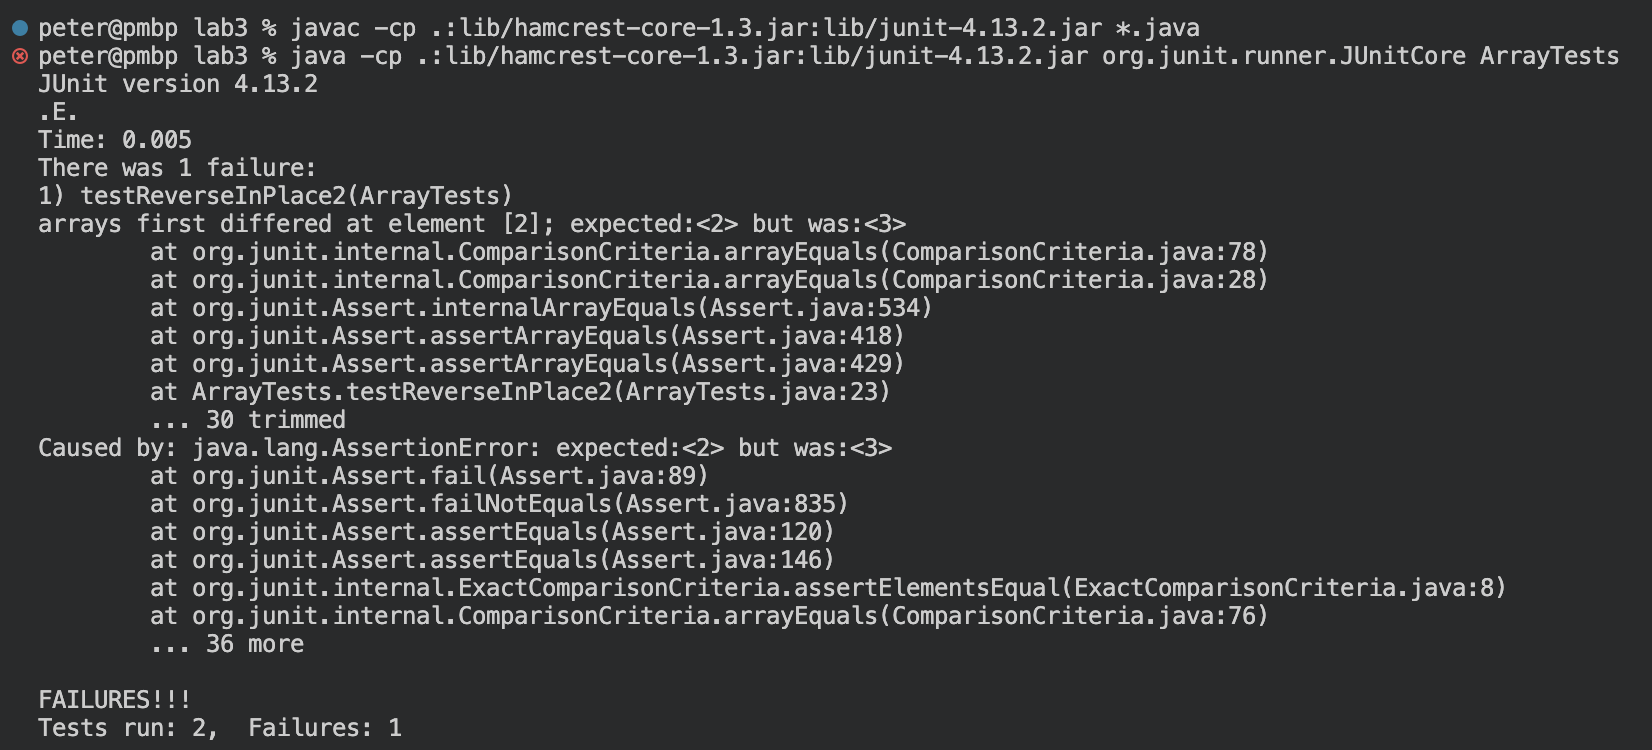 peter@pmbp lab3 % javac -cp .:lib/hamcrest-core-1.3.jar:lib/junit-4.13.2.jar *.java
peter@pmbp lab3 % java -cp .:lib/hamcrest-core-1.3.jar:lib/junit-4.13.2.jar org.junit.runner.JUnitCore ArrayTests
JUnit version 4.13.2
.E.
Time: 0.005
There was 1 failure:
1) testReverseInPlace2(ArrayTests)
arrays first differed at element [2]; expected:<2> but was:<3>
        at org.junit.internal.ComparisonCriteria.arrayEquals(ComparisonCriteria.java:78)
        at org.junit.internal.ComparisonCriteria.arrayEquals(ComparisonCriteria.java:28)
        at org.junit.Assert.internalArrayEquals(Assert.java:534)
        at org.junit.Assert.assertArrayEquals(Assert.java:418)
        at org.junit.Assert.assertArrayEquals(Assert.java:429)
        at ArrayTests.testReverseInPlace2(ArrayTests.java:23)
        ... 30 trimmed
Caused by: java.lang.AssertionError: expected:<2> but was:<3>
        at org.junit.Assert.fail(Assert.java:89)
        at org.junit.Assert.failNotEquals(Assert.java:835)
        at org.junit.Assert.assertEquals(Assert.java:120)
        at org.junit.Assert.assertEquals(Assert.java:146)
        at org.junit.internal.ExactComparisonCriteria.assertElementsEqual(ExactComparisonCriteria.java:8)
        at org.junit.internal.ComparisonCriteria.arrayEquals(ComparisonCriteria.java:76)
        ... 36 more

FAILURES!!!
Tests run: 2,  Failures: 1